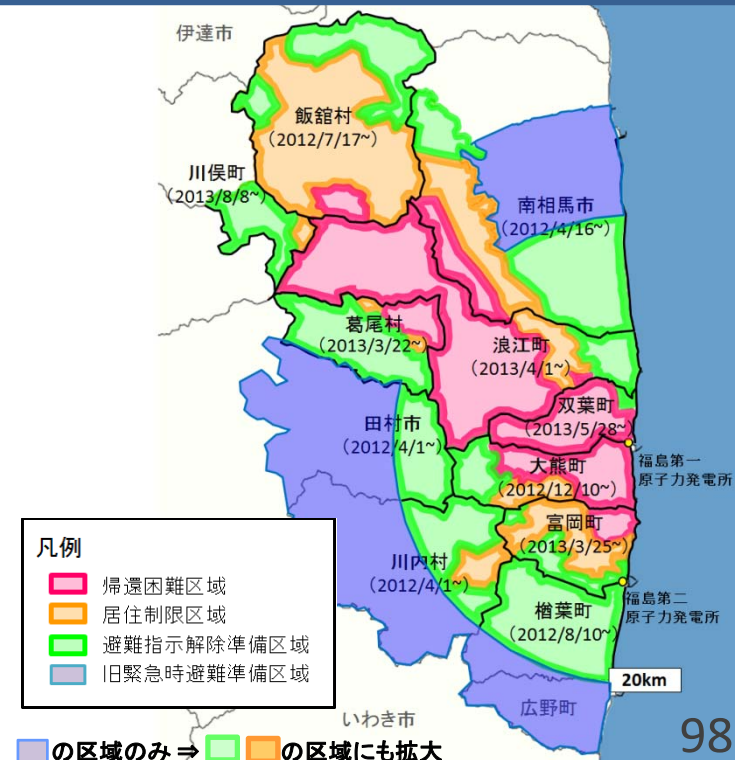 伊達市
飯舘村
（2012/7/17~）
川俣町
（2013/8/8~）
南相馬市
（2012/4/16~）
葛尾村
（2013/3/22~）
浪江町
（2013/4/1~）
双葉町
（2013/5/28~）
田村市
（2012/4/1~）
福島第一
原子力発電所
大熊町
（2012/12/10~）
富岡町
（2013/3/25~）
川内村
（2012/4/1~）
福島第二
原子力発電所
楢葉町
（2012/8/10~）
20km
広野町
いわき市
凡例
帰還困難区域
居住制限区域
避難指示解除準備区域
旧緊急時避難準備区域
の区域のみ ⇒ の区域にも拡大
98